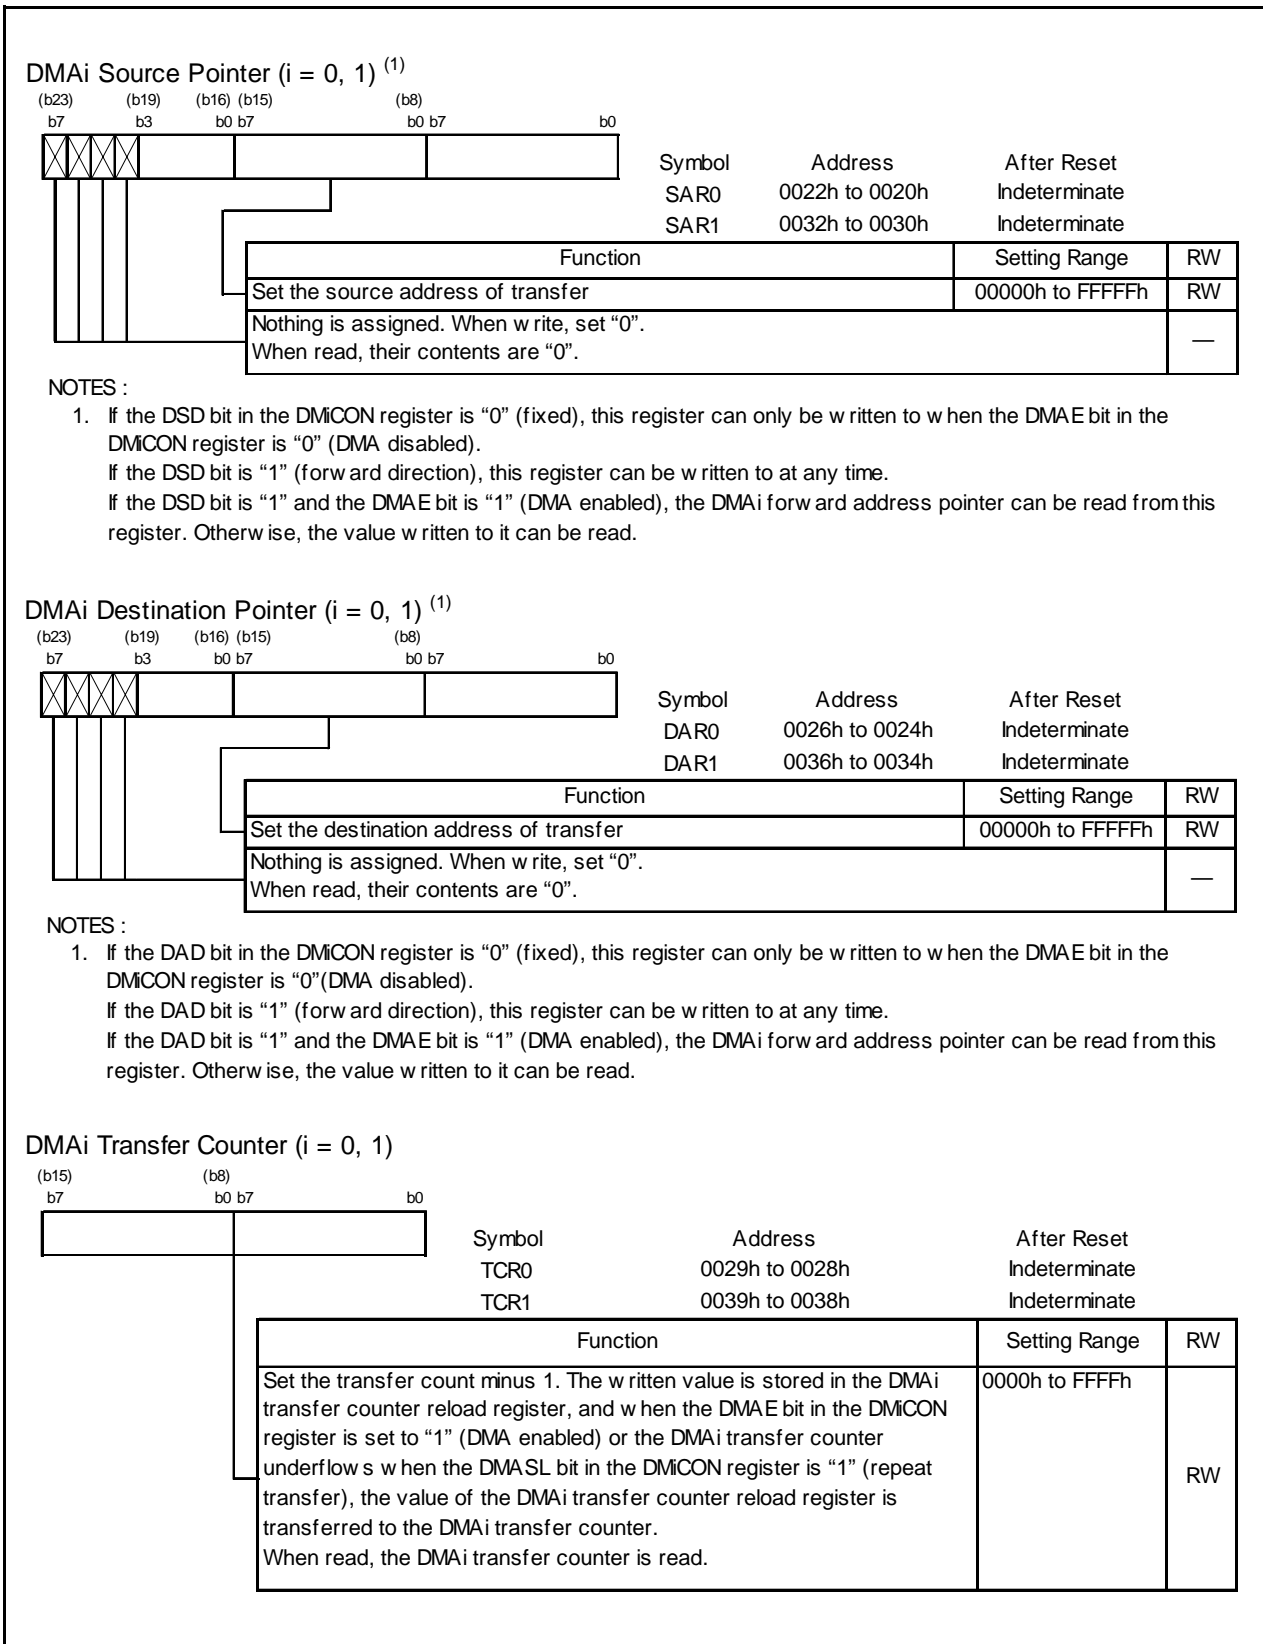 DMAi Source Pointer (i = 0, 1) (1)
(b23) (b19) (b16) (b15) (b8)
b7 b3 b0 b7 b0 b7 b0
Symbol Address After Reset
SAR0 0022h to 0020h Indeterminate
SAR1 0032h to 0030h Indeterminate
Function Setting Range RW
Set the source address of transfer 00000h to FFFFFh RW
Nothing is assigned. When write, set “0”.
When read, their contents are “0”. —
NOTES :
1. If the DSD bit in the DMiCON register is “0” (fixed), this register can only be written to when the DMAE bit in the
DMiCON register is “0” (DMA disabled).
If the DSD bit is “1” (forward direction), this register can be written to at any time.
If the DSD bit is “1” and the DMAE bit is “1” (DMA enabled), the DMAi forward address pointer can be read from this
register. Otherwise, the value written to it can be read.
DMAi Destination Pointer (i = 0, 1) (1)
(b23) (b19) (b16) (b15) (b8)
b7 b3 b0 b7 b0 b7 b0
Symbol Address After Reset
DAR0 0026h to 0024h Indeterminate
DAR1 0036h to 0034h Indeterminate
Function Setting Range RW
Set the destination address of transfer 00000h to FFFFFh RW
Nothing is assigned. When write, set “0”.
When read, their contents are “0”. —
NOTES :
1. If the DAD bit in the DMiCON register is “0” (fixed), this register can only be written to when the DMAE bit in the
DMiCON register is “0”(DMA disabled).
If the DAD bit is “1” (forward direction), this register can be written to at any time.
If the DAD bit is “1” and the DMAE bit is “1” (DMA enabled), the DMAi forward address pointer can be read from this
register. Otherwise, the value written to it can be read.
DMAi Transfer Counter (i = 0, 1)
(b15) (b8)
b7 b0 b7 b0
Symbol Address After Reset
TCR0 0029h to 0028h Indeterminate
TCR1 0039h to 0038h Indeterminate
Function Setting Range RW
Set the transfer count minus 1. The written value is stored in the DMAi 0000h to FFFFh
transfer counter reload register, and when the DMAE bit in the DMiCON
register is set to “1” (DMA enabled) or the DMAi transfer counter
underflows when the DMASL bit in the DMiCON register is “1” (repeat RW
transfer), the value of the DMAi transfer counter reload register is
transferred to the DMAi transfer counter.
When read, the DMAi transfer counter is read.